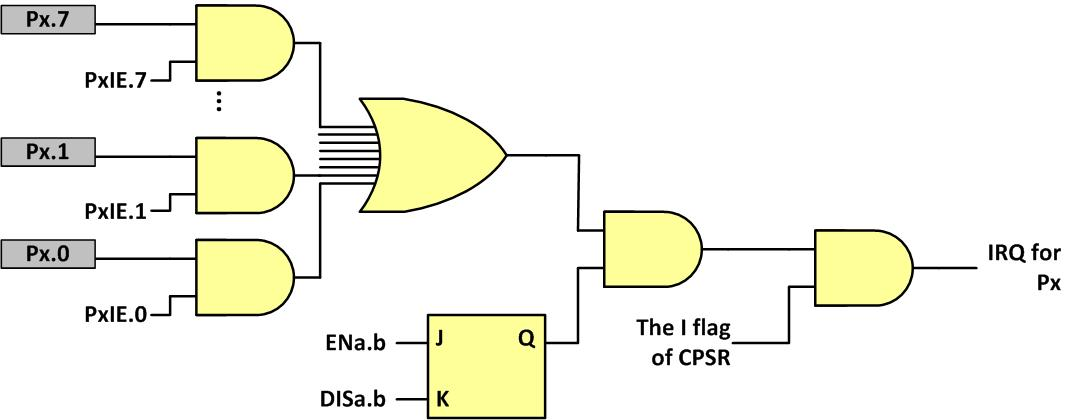 Px.7
PxIE.7
Px.1
PxIE.1
Px.0
PxIE.0
ENa.b
J
Q
DISa.b
K
The I flag
of CPSR
IRQ for
Px